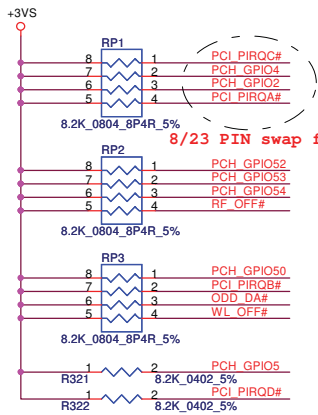 +3VS
RP1
8 1 PCI_PIRQC#
7 2 PCH_GPIO4
6 3 PCH_GPIO2
5 4 PCI_PIRQA#
8.2K_0804_8P4R_5%
8/23 PIN swap f
RP2
8 1 PCH_GPIO52
7 2 PCH_GPIO53
6 3 PCH_GPIO54
5 4 RF_OFF#
8.2K_0804_8P4R_5%
RP3
8 1 PCH_GPIO50
7 2 PCI_PIRQB#
6 3 ODD_DA#
5 4 WL_OFF#
8.2K_0804_8P4R_5%
1 2 PCH_GPIO5
R321 8.2K_0402_5%
1 2 PCI_PIRQD#
R322 8.2K_0402_5%